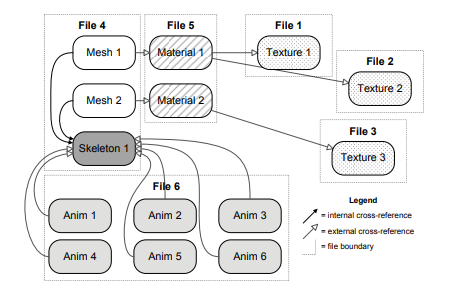 File 4
File 5
File 1
Mesh 1
Material 1
Texture 1
File 2
Mesh 2
Material 2
Texture 2
File 3
Skeleton 1
Texture 3
File 6
Anim 1
Anim 2
Anim 3
Anim 4
Anim 5
Anim 6
Legend
= internal cross-reference
= external cross-reference
= file boundary